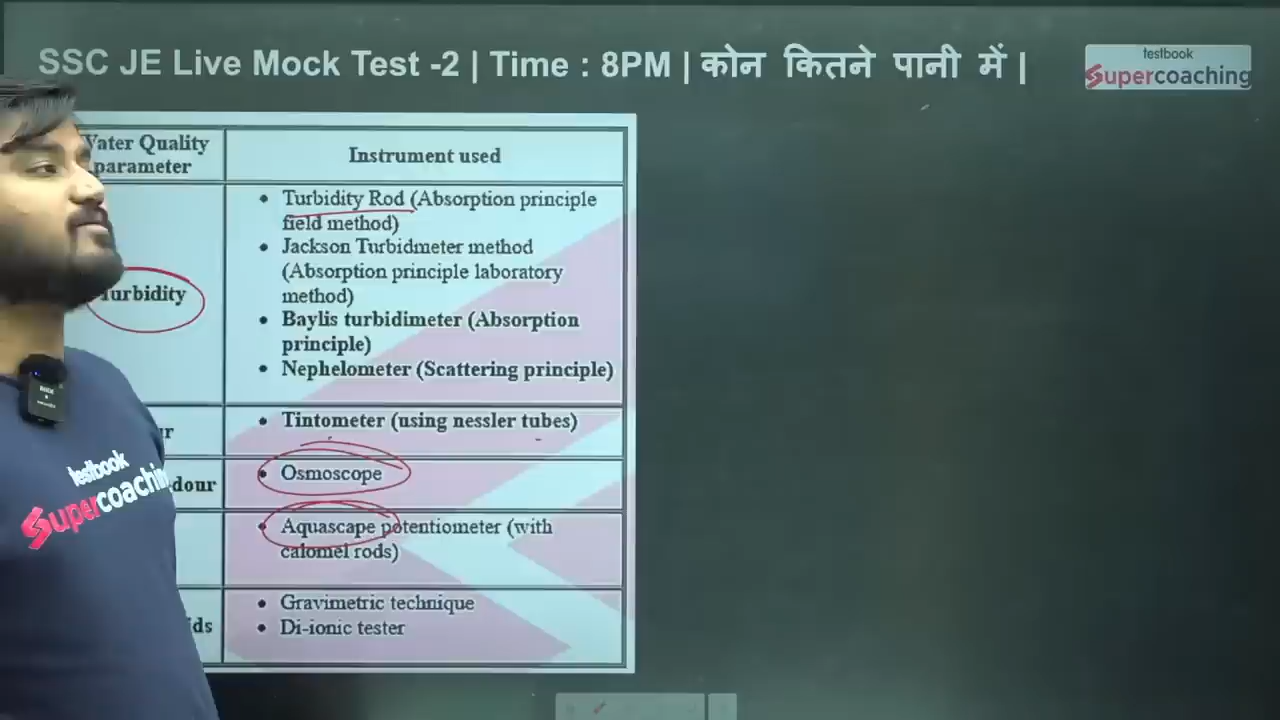 SSC JE Live Mock Test -2 | Time : 8PM | कोन कितने पानी में |
testbook
Supercoaching
Water Quality
parameter
Instrument used
Turbidity
• Turbidity Rod (Absorption principle
field method)
• Jackson Turbidmeter method
(Absorption principle laboratory
method)
• Baylis turbidimeter (Absorption
principle)
• Nephelometer (Scattering principle)
• Tintometer (using nessler tubes)
dour
• Osmoscope
• Aquascape potentiometer (with
calomel rods)
ids
• Gravimetric technique
• Di-ionic tester
testbook
Supercoaching